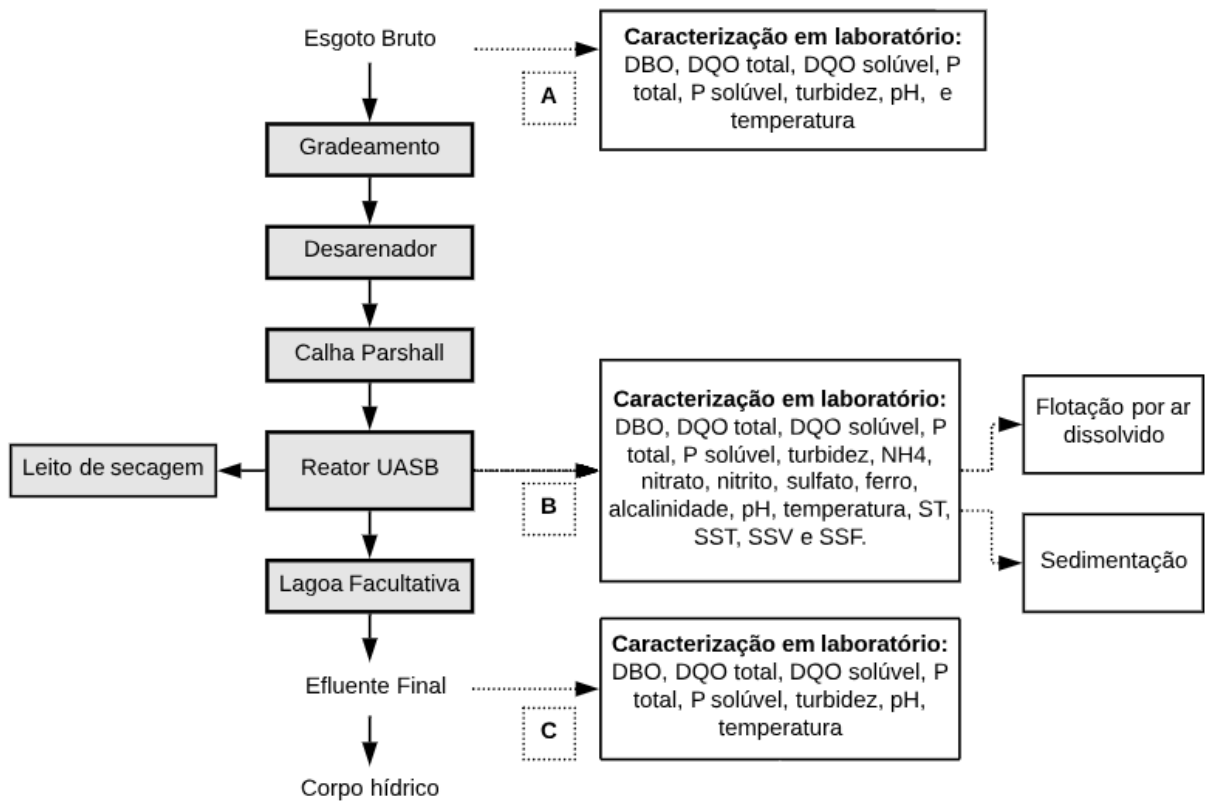 Esgoto Bruto
A
Caracterização em laboratório:
DBO, DQO total, DQO solúvel, P
total, P solúvel, turbidez, pH, e
temperatura
Gradeamento
Desarenador
Calha Parshall
Reator UASB
Leito de secagem
B
Caracterização em laboratório:
DBO, DQO total, DQO solúvel, P
total, P solúvel, turbidez, NH4,
nitrato, nitrito, sulfato, ferro,
alcalinidade, pH, temperatura, ST,
SST, SSV e SSF.
Flotação por ar
dissolvido
Sedimentação
Lagoa Facultativa
Efluente Final
C
Caracterização em laboratório:
DBO, DQO total, DQO solúvel, P
total, P solúvel, turbidez, pH,
temperatura
Corpo hídrico